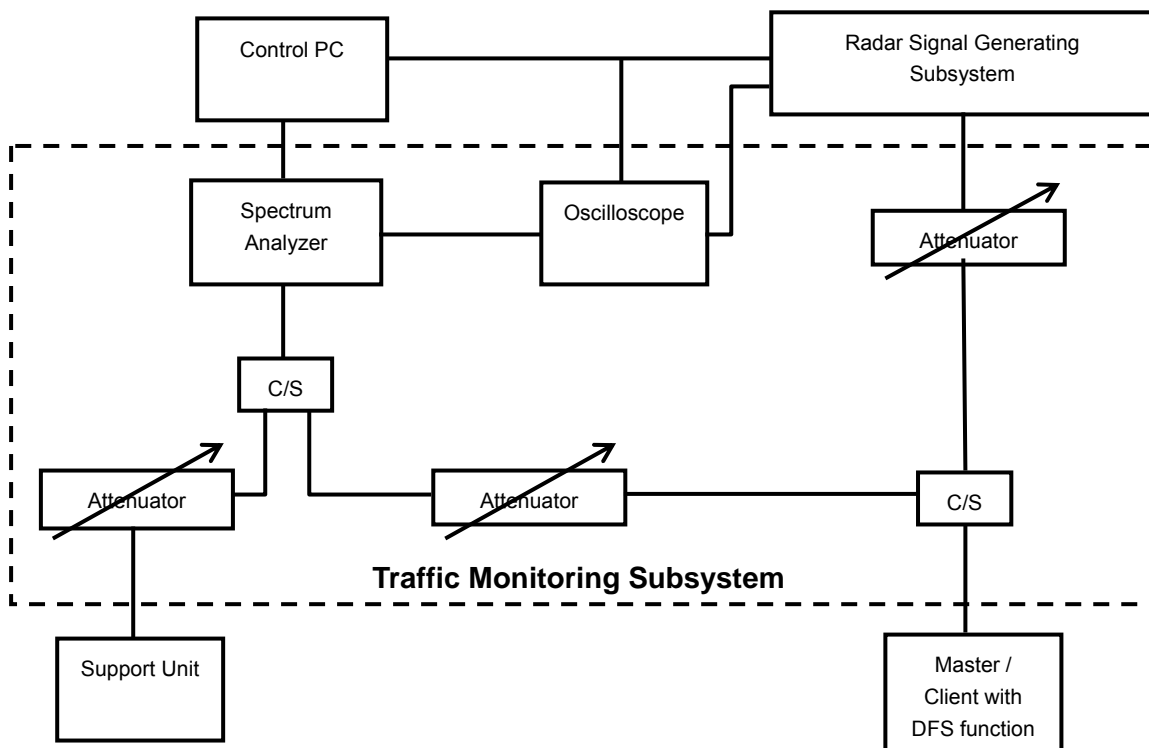 Control PC
Radar Signal Generating
Subsystem
Spectrum
Analyzer
Oscilloscope
Attenuator
C/S
Attenuator
Attenuator
C/S
Traffic Monitoring Subsystem
Support Unit
Master /
Client with
DFS function